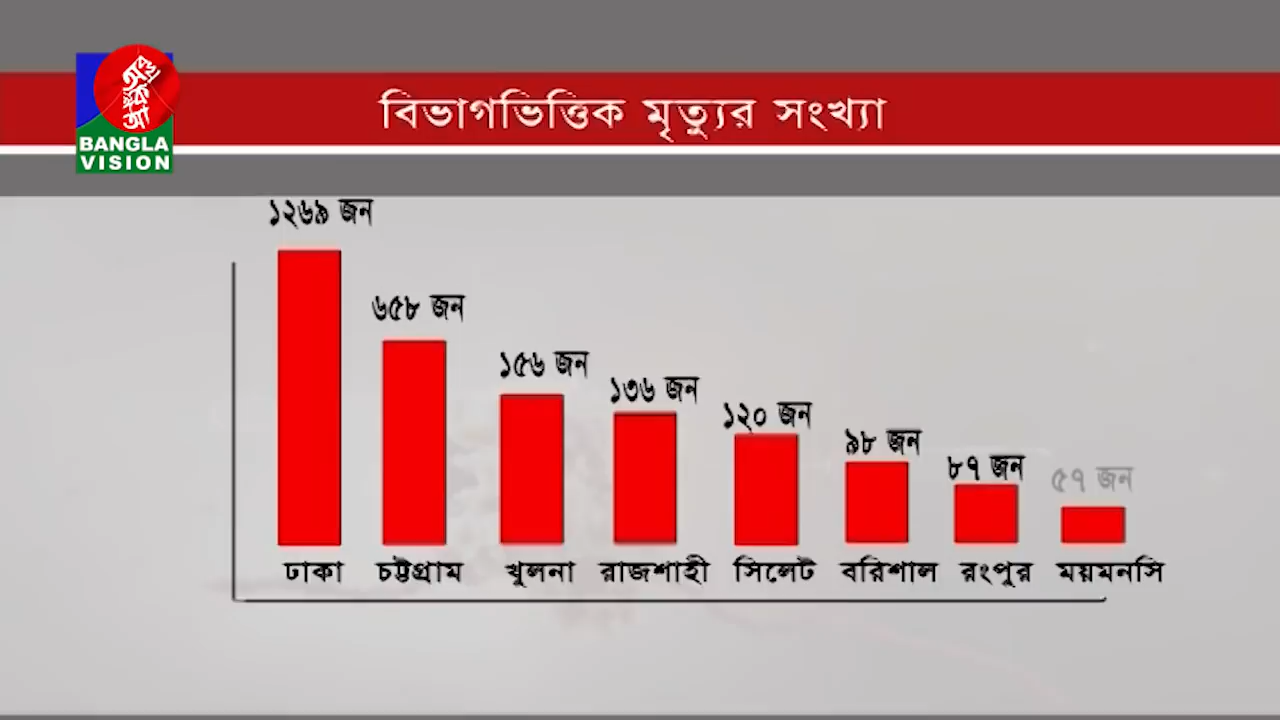 BANGLA
VISION
বিভাগভিত্তিক মৃত্যুর সংখ্যা
১২৬৯ জন
৬৫৮ জন
১৫৬ জন
১৩৬ জন
১২০ জন
৯৮ জন
৮৭ জন
৫৭ জন
ঢাকা চট্টগ্রাম খুলনা রাজশাহী সিলেট বরিশাল রংপুর ময়মনসি